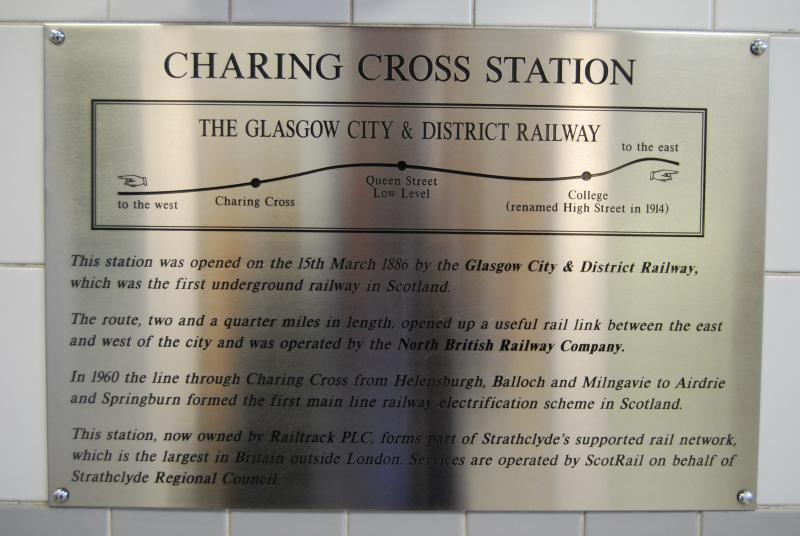 CHARING CROSS STATION
THE GLASGOW CITY & DISTRICT RAILWAY
to the east
to the west
Charing Cross
Queen Street
Low Level
College
(renamed High Street in 1914)
This station was opened on the 15th March 1886 by the Glasgow City & District Railway,
which was the first underground railway in Scotland.
The route, two and a quarter miles in length, opened up a useful rail link between the east
and west of the city and was operated by the North British Railway Company.
In 1960 the line through Charing Cross from Helensburgh, Balloch and Milngavie to Airdrie
and Springburn formed the first main line railway electrification scheme in Scotland.
This station, now owned by Railtrack PLC, forms part of Strathclyde's supported rail network,
which is the largest in Britain outside London. Services are operated by ScotRail on behalf of
Strathclyde Regional Council